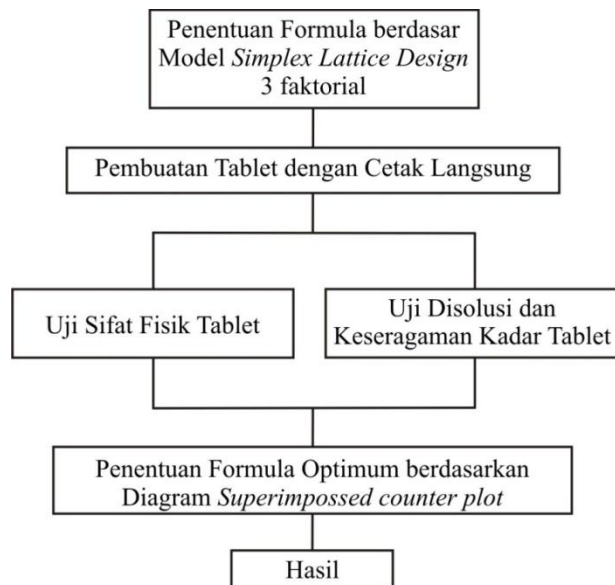 Penentuan Formula berdasar
Model Simplex Lattice Design
3 faktorial
Pembuatan Tablet dengan Cetak Langsung
Uji Sifat Fisik Tablet
Uji Disolusi dan
Keseragaman Kadar Tablet
Penentuan Formula Optimum berdasarkan
Diagram Superimpossed counter plot
Hasil